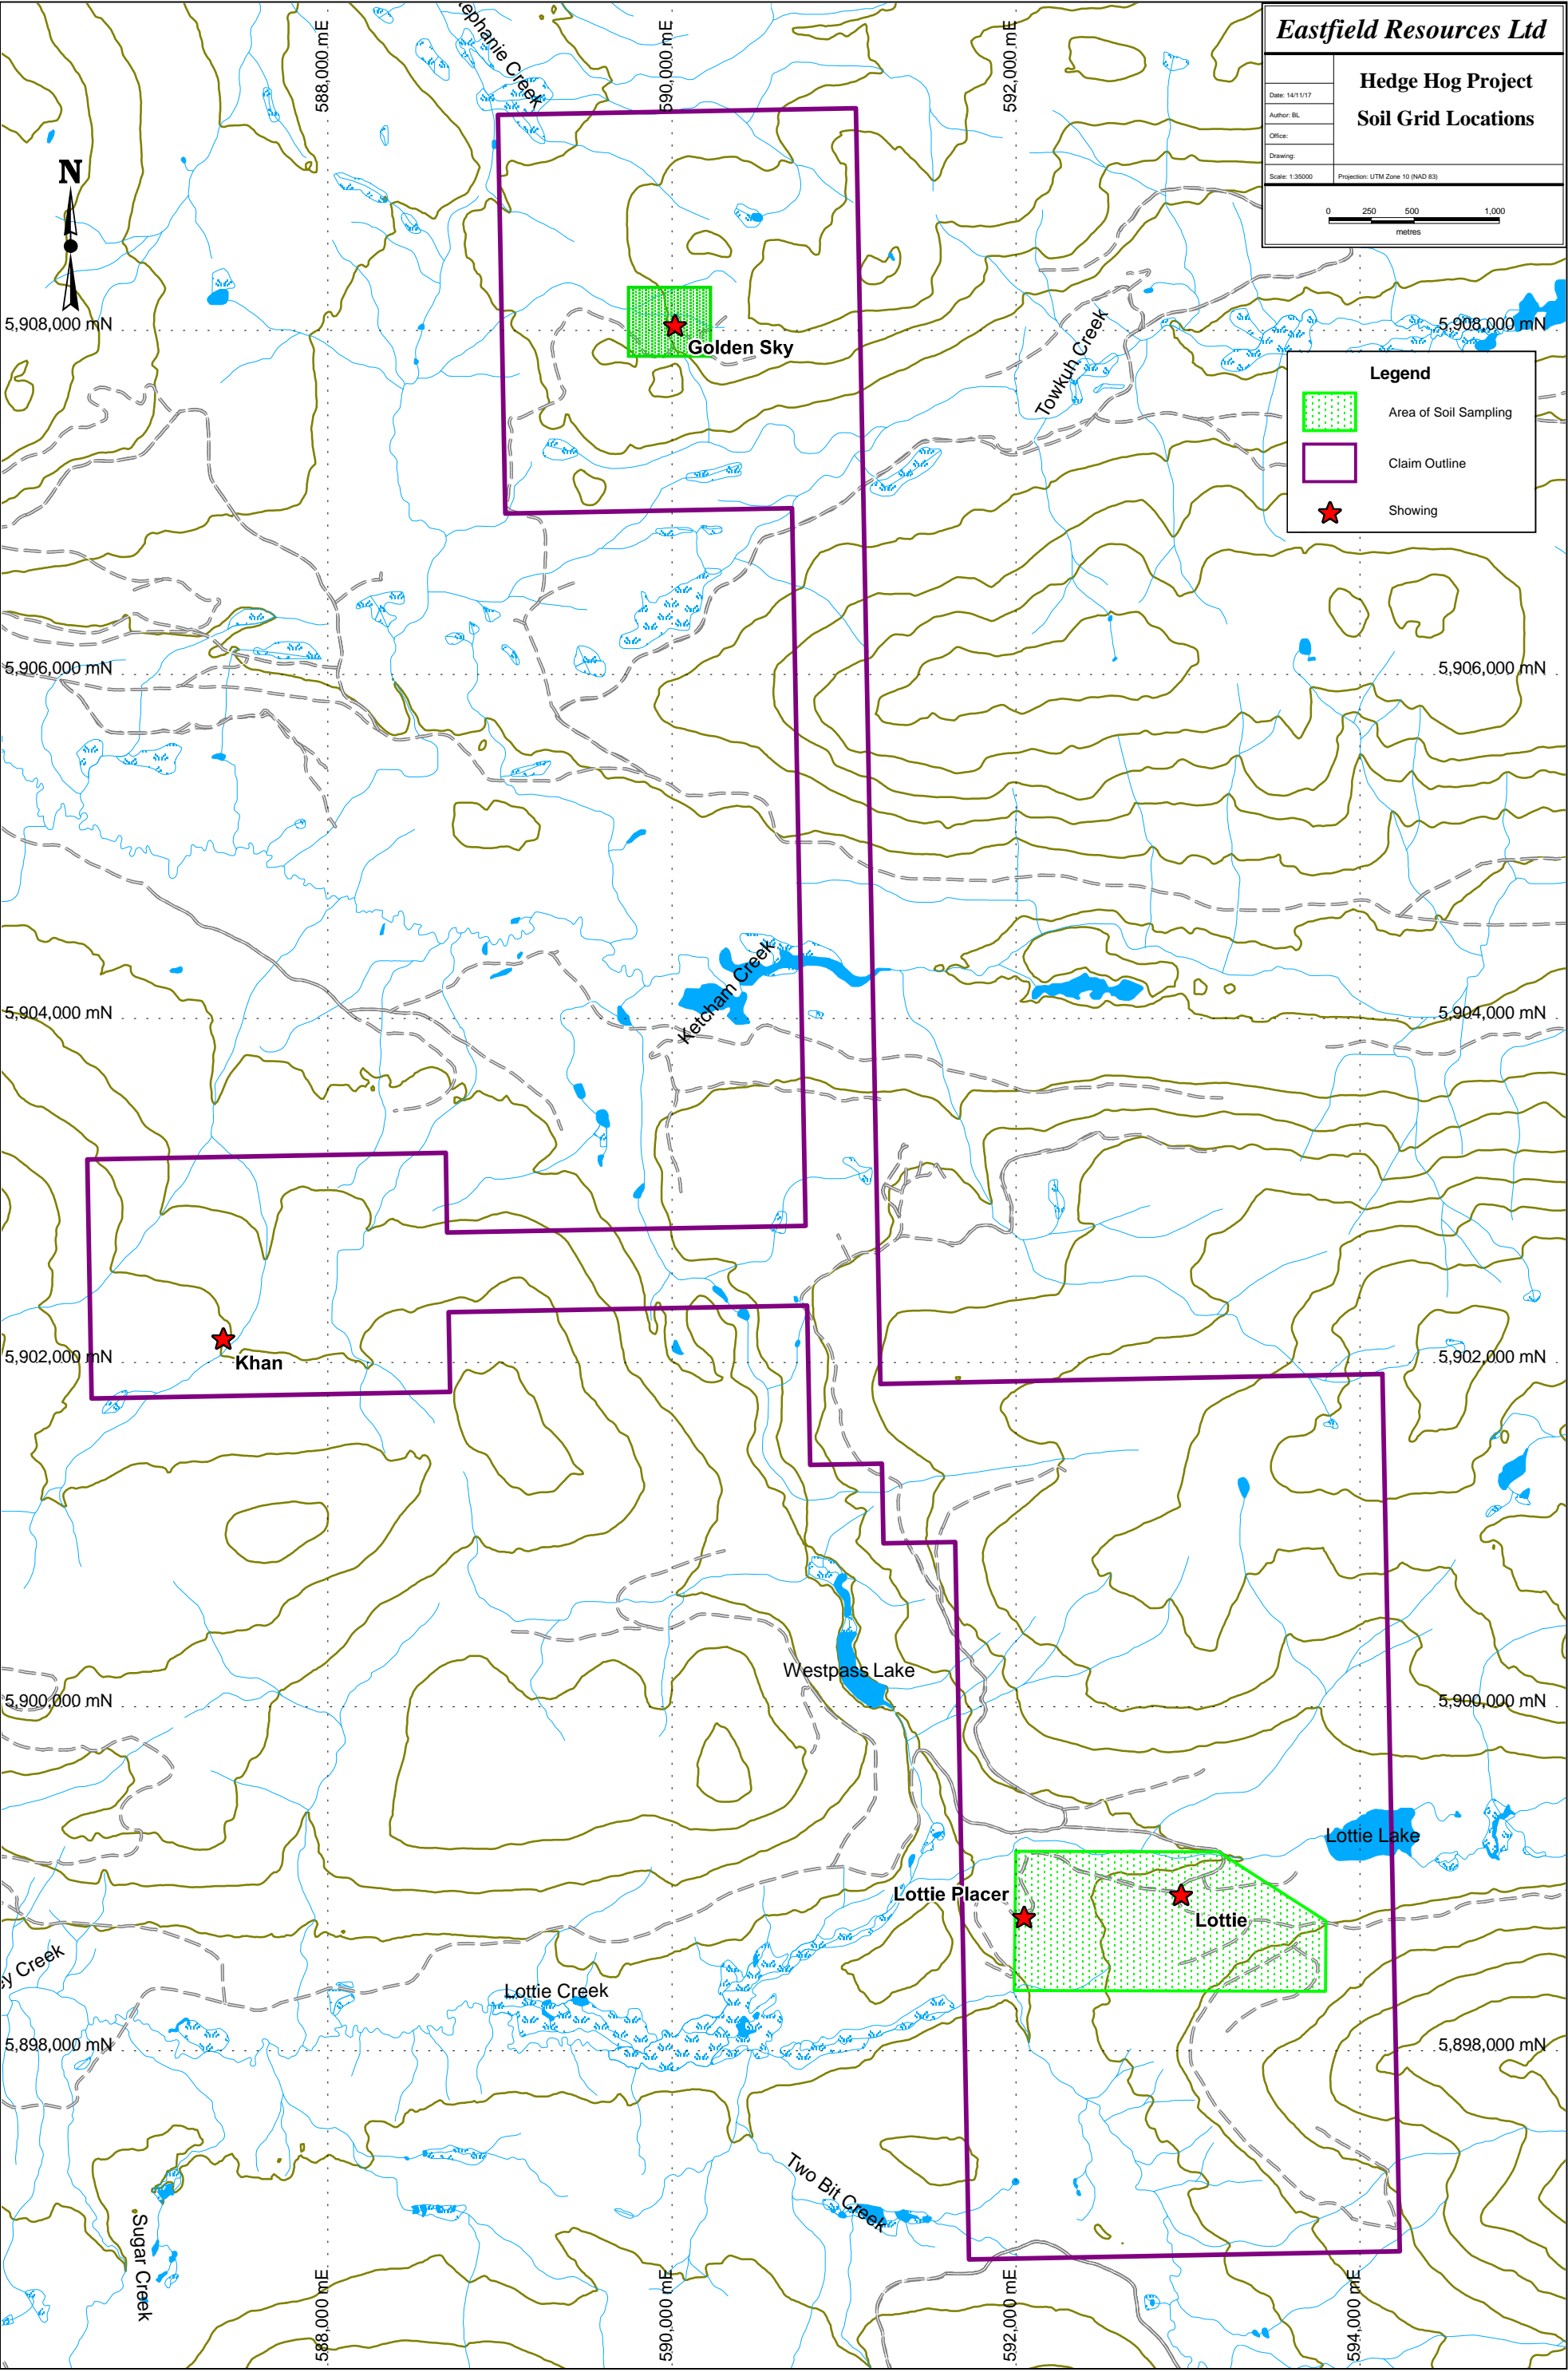 Eastfield Resources Ltd
Hedge Hog Project
Soil Grid Locations
Date: 14/11/17
Author: BL
Office:
Drawing:
Scale: 1:35000
Projection: UTM Zone 10 (NAD 83)
0 250 500 1,000
metres
588,000 mE
590,000 mE
592,000 mE
tephanie Creek
N
5,908,000 mN
5,908,000 mN
Golden Sky
Towkuh Creek
Legend
Area of Soil Sampling
Claim Outline
Showing
5,906,000 mN
5,906,000 mN
Ketcham Creek
5,904,000 mN
5,904,000 mN
Khan
5,902,000 mN
5,902,000 mN
Westpass Lake
5,900,000 mN
5,900,000 mN
Lottie Lake
Lottie Placer
Lottie
ey Creek
Lottie Creek
5,898,000 mN
5,898,000 mN
Two Bit Creek
Sugar Creek
588,000 mE
590,000 mE
592,000 mE
594,000 mE